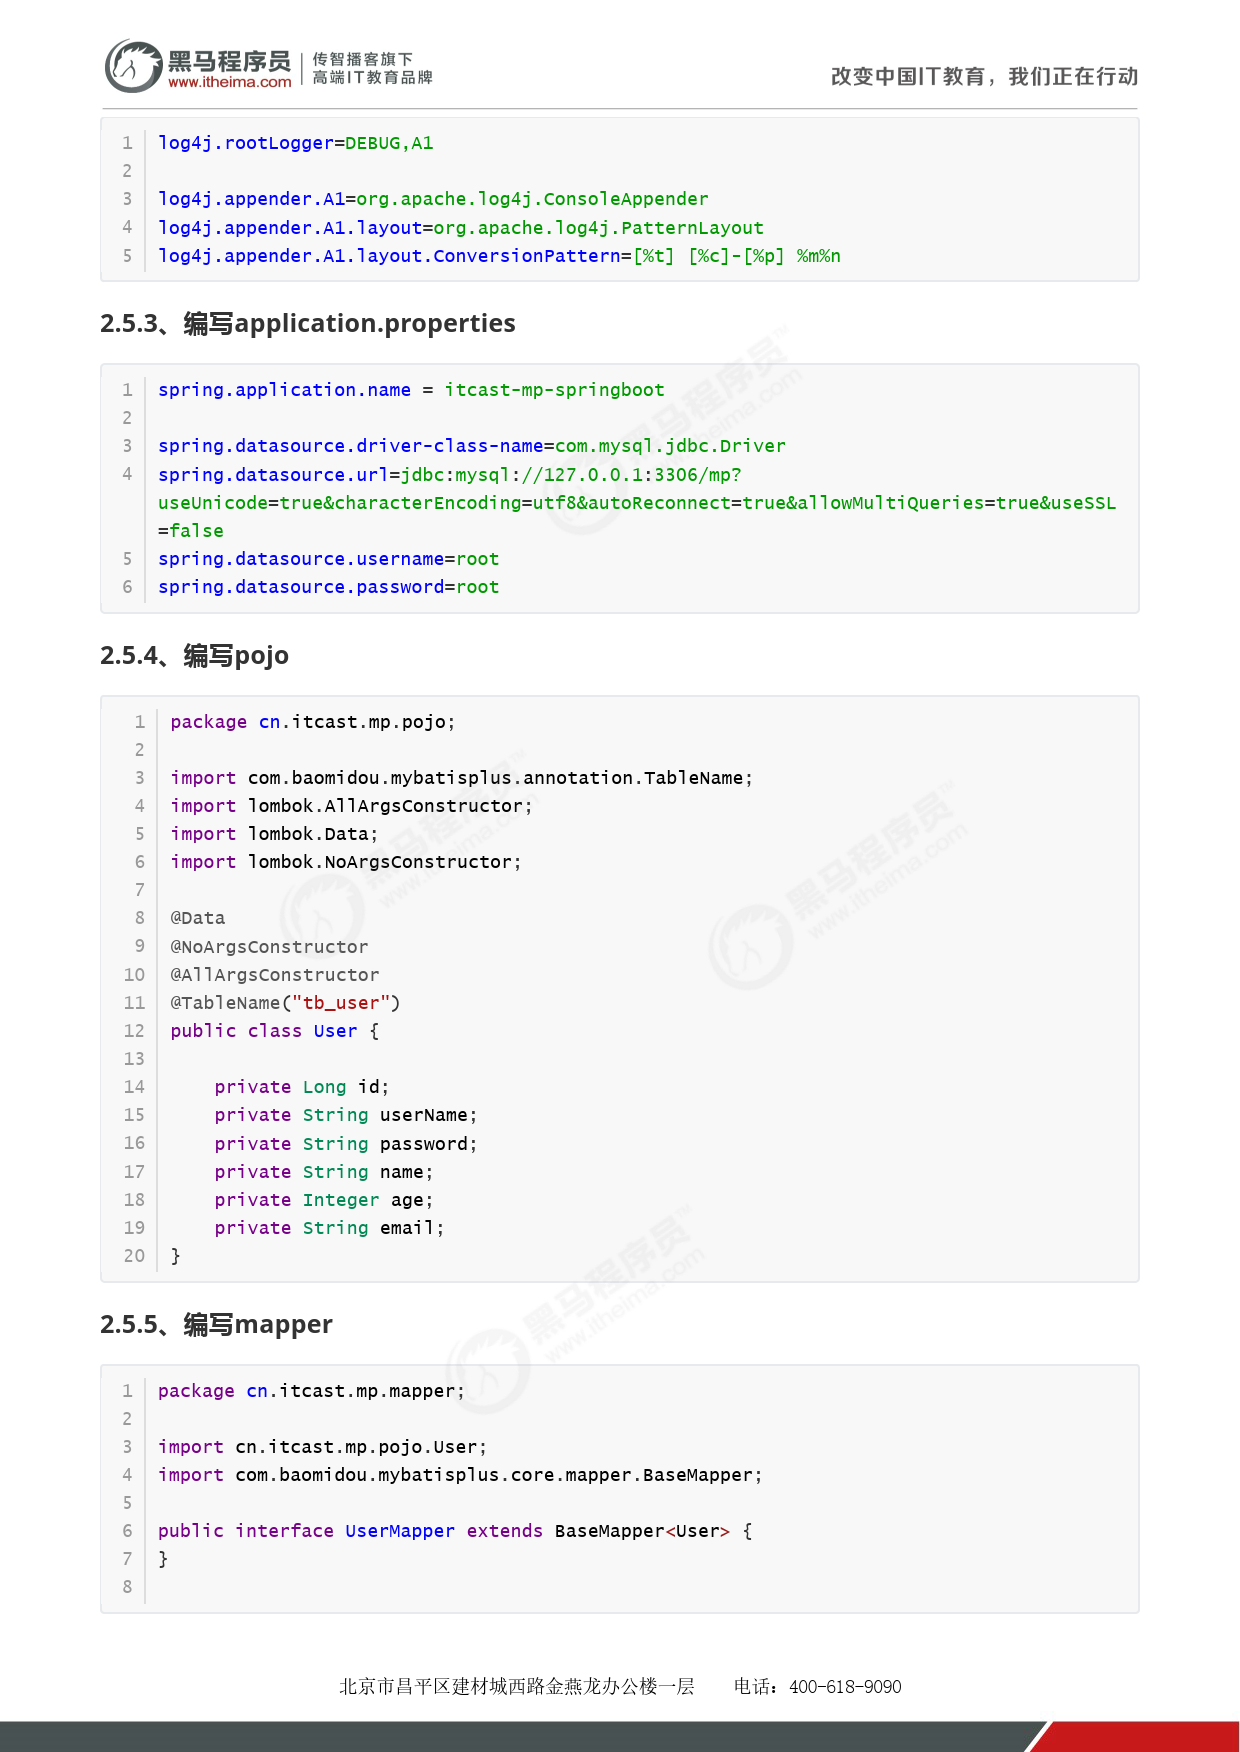 黑马程序员
www.itheima.com
传智播客旗下
高端IT教育品牌
改变中国IT教育，我们正在行动
1 log4j.rootLogger=DEBUG,A1
2
3 log4j.appender.A1=org.apache.log4j.ConsoleAppender
4 log4j.appender.A1.layout=org.apache.log4j.PatternLayout
5 log4j.appender.A1.layout.ConversionPattern=[%t] [%c]-[%p] %m%n
2.5.3、编写application.properties
1 spring.application.name = itcast-mp-springboot
2
3 spring.datasource.driver-class-name=com.mysql.jdbc.Driver
4 spring.datasource.url=jdbc:mysql://127.0.0.1:3306/mp?
useUnicode=true&characterEncoding=utf8&autoReconnect=true&allowMultiQueries=true&useSSL
=false
5 spring.datasource.username=root
6 spring.datasource.password=root
2.5.4、编写pojo
1 package cn.itcast.mp.pojo;
2
3 import com.baomidou.mybatisplus.annotation.TableName;
4 import lombok.AllArgsConstructor;
5 import lombok.Data;
6 import lombok.NoArgsConstructor;
7
8 @Data
9 @NoArgsConstructor
10 @AllArgsConstructor
11 @TableName("tb_user")
12 public class User {
13
14     private Long id;
15     private String userName;
16     private String password;
17     private String name;
18     private Integer age;
19     private String email;
20 }
2.5.5、编写mapper
1 package cn.itcast.mp.mapper;
2
3 import cn.itcast.mp.pojo.User;
4 import com.baomidou.mybatisplus.core.mapper.BaseMapper;
5
6 public interface UserMapper extends BaseMapper<User> {
7 }
8
北京市昌平区建材城西路金燕龙办公楼一层    电话：400-618-9090